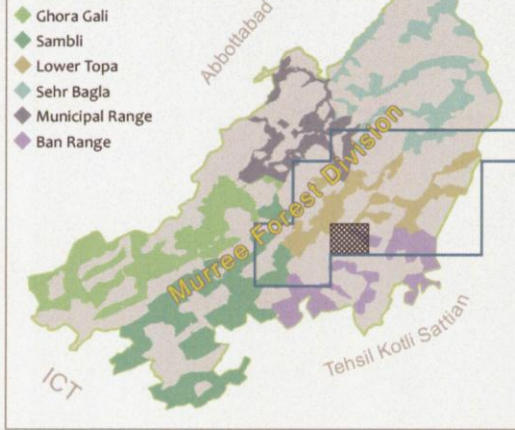 Ghora Gali
Sambli
Lower Topa
Sehr Bagla
Municipal Range
Ban Range
Abbottabad
Murree Forest Division
Tehsil Kotli Sattian
ICT